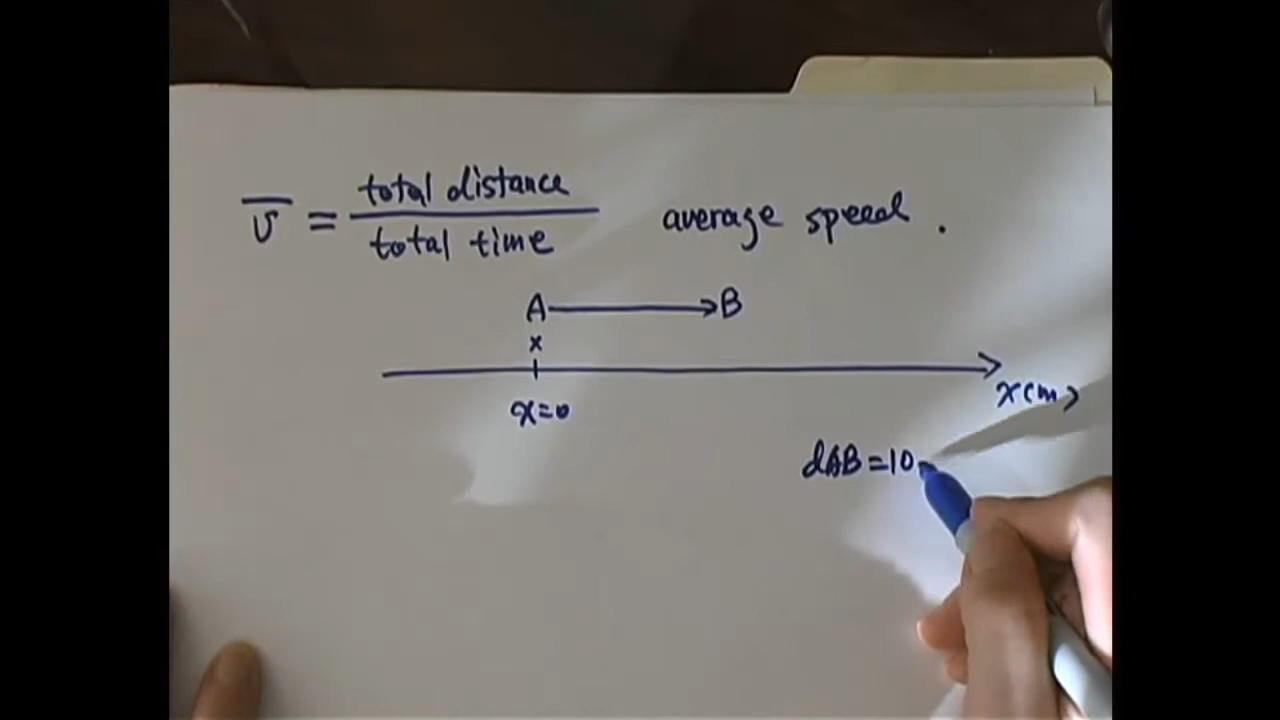 v̅ = total distance / total time average speed .
A → B
x
x=0
x(m)
dAB=10